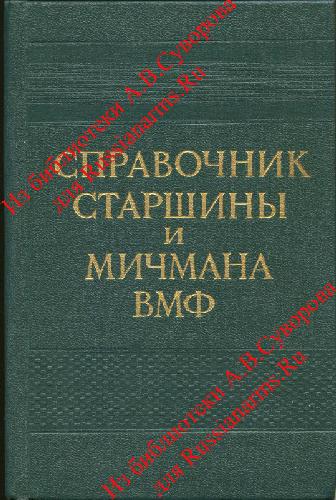 Из библиотеки А.В.Суворова
для Russianarms.Ru
СПРАВОЧНИК
СТАРШИНЫ
И
МИЧМАНА
ВМФ
Из библиотеки А.В.Суворова
для Russianarms.Ru